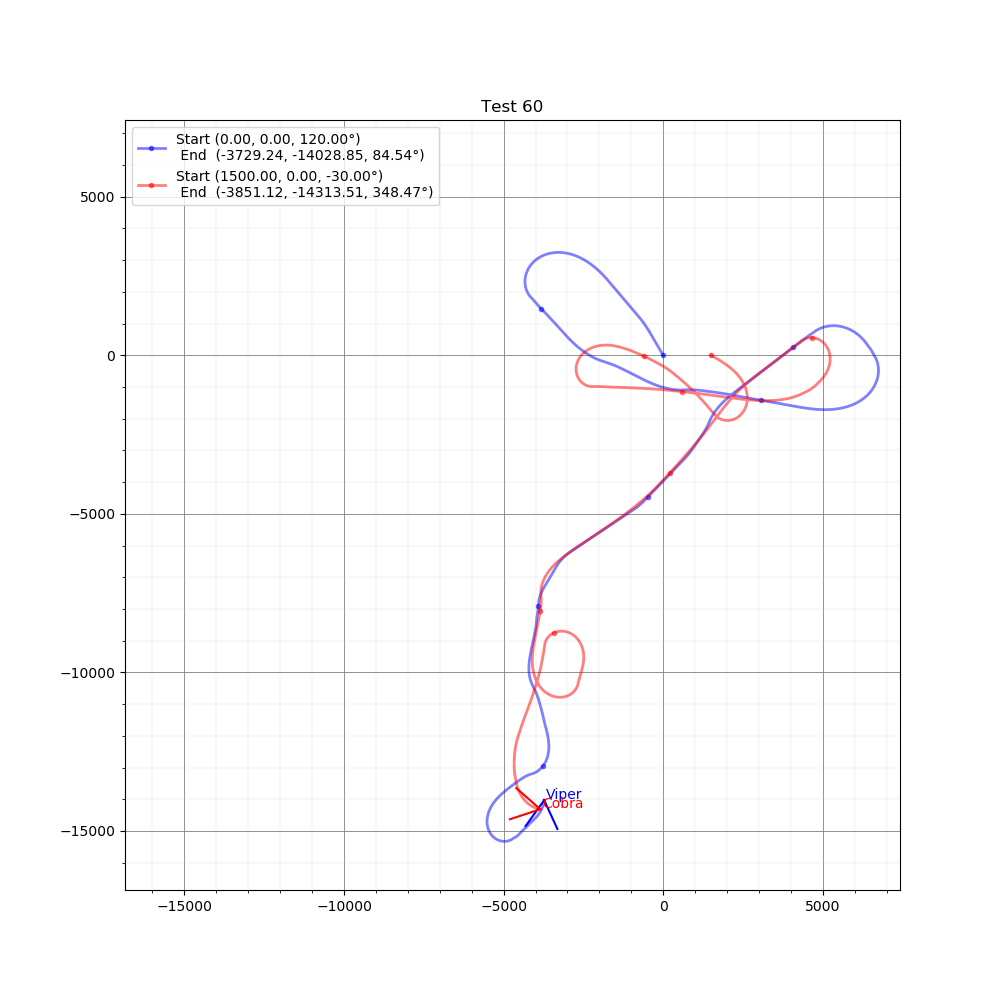 Test 60
Start (0.00, 0.00, 120.00°)
End  (-3729.24, -14028.85, 84.54°)
Start (1500.00, 0.00, -30.00°)
End  (-3851.12, -14313.51, 348.47°)
5000
0
−5000
−10000
−15000
Viper
Cobra
−15000 −10000 −5000 0 5000